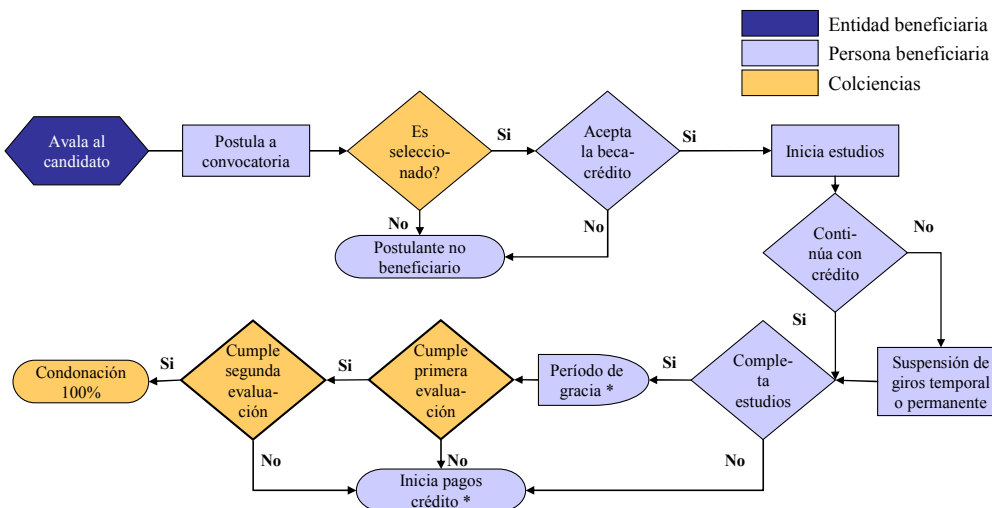 Entidad beneficiaria
Persona beneficiaria
Colciencias
Avala al
candidato
Postula a
convocatoria
Es
seleccio-
nado?
Si
Acepta
la beca-
crédito
Si
Inicia estudios
No
No
Postulante no
beneficiario
Conti-
núa con
crédito
No
Si
Suspensión de
giros temporal
o permanente
Comple-
ta
estudios
Si
Período de
gracia *
Cumple
primera
evalua-
ción
Si
Cumple
segunda
evalua-
ción
Si
Condonación
100%
No
No
No
Inicia pagos
crédito *